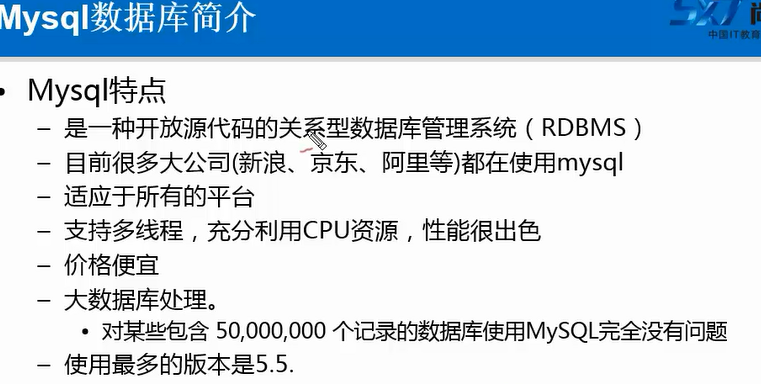 Mysql数据库简介
SXT 尚
中国IT教育
• Mysql特点
– 是一种开放源代码的关系型数据库管理系统（RDBMS）
– 目前很多大公司(新浪、京东、阿里等)都在使用mysql
– 适应于所有的平台
– 支持多线程，充分利用CPU资源，性能很出色
– 价格便宜
– 大数据库处理。
• 对某些包含 50,000,000 个记录的数据库使用MySQL完全没有问题
– 使用最多的版本是5.5.